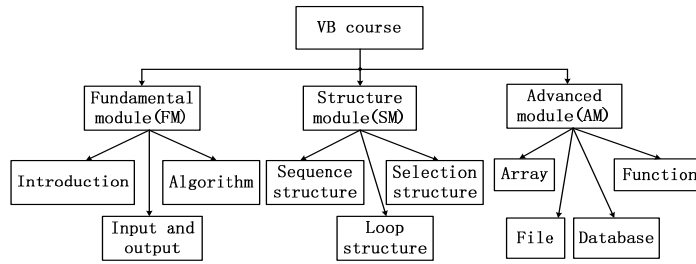 VB course
Fundamental
module(FM)
Structure
module(SM)
Advanced
module(AM)
Introduction
Algorithm
Input and
output
Sequence
structure
Selection
structure
Loop
structure
Array
Function
File
Database